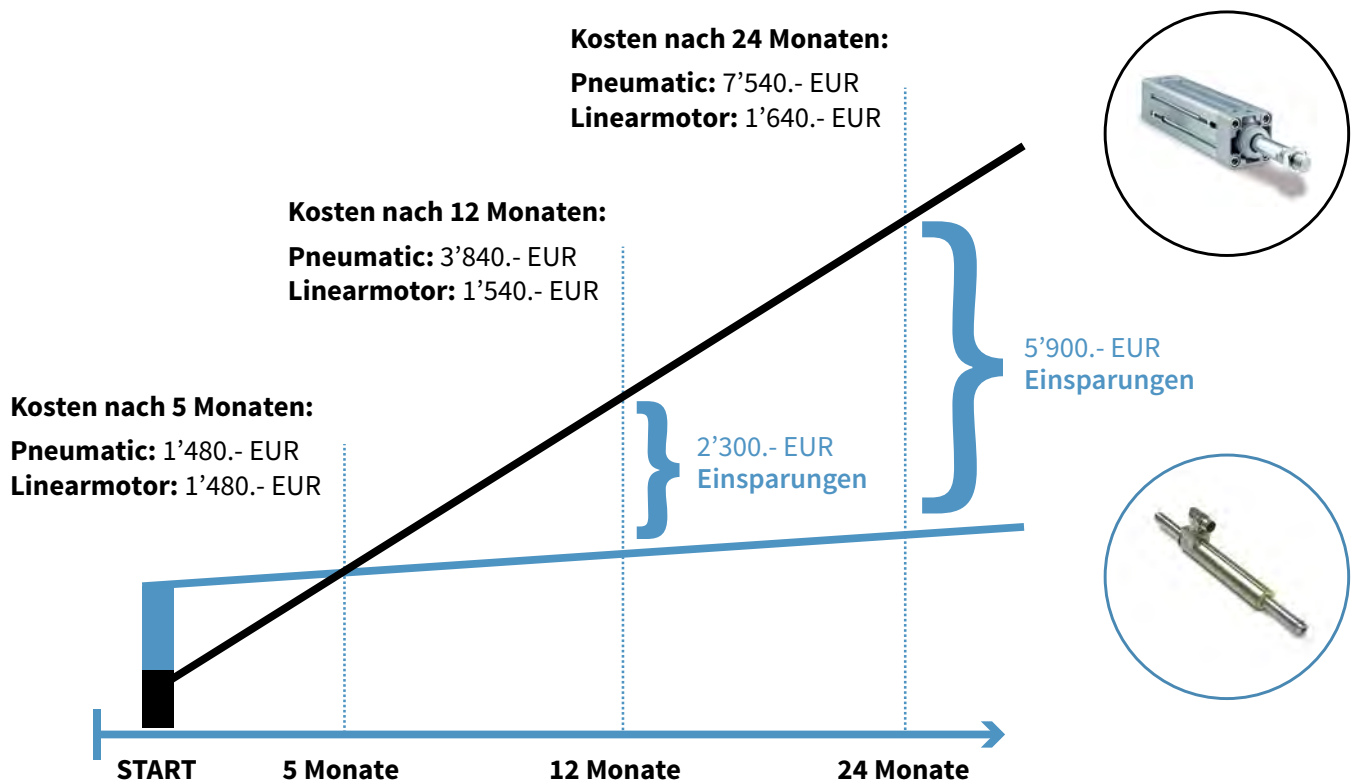 Kosten nach 24 Monaten:
Pneumatic: 7’540.- EUR
Linearmotor: 1’640.- EUR
Kosten nach 12 Monaten:
Pneumatic: 3’840.- EUR
Linearmotor: 1’540.- EUR
5’900.- EUR
Einsparungen
Kosten nach 5 Monaten:
Pneumatic: 1’480.- EUR
Linearmotor: 1’480.- EUR
2’300.- EUR
Einsparungen
START 5 Monate 12 Monate 24 Monate